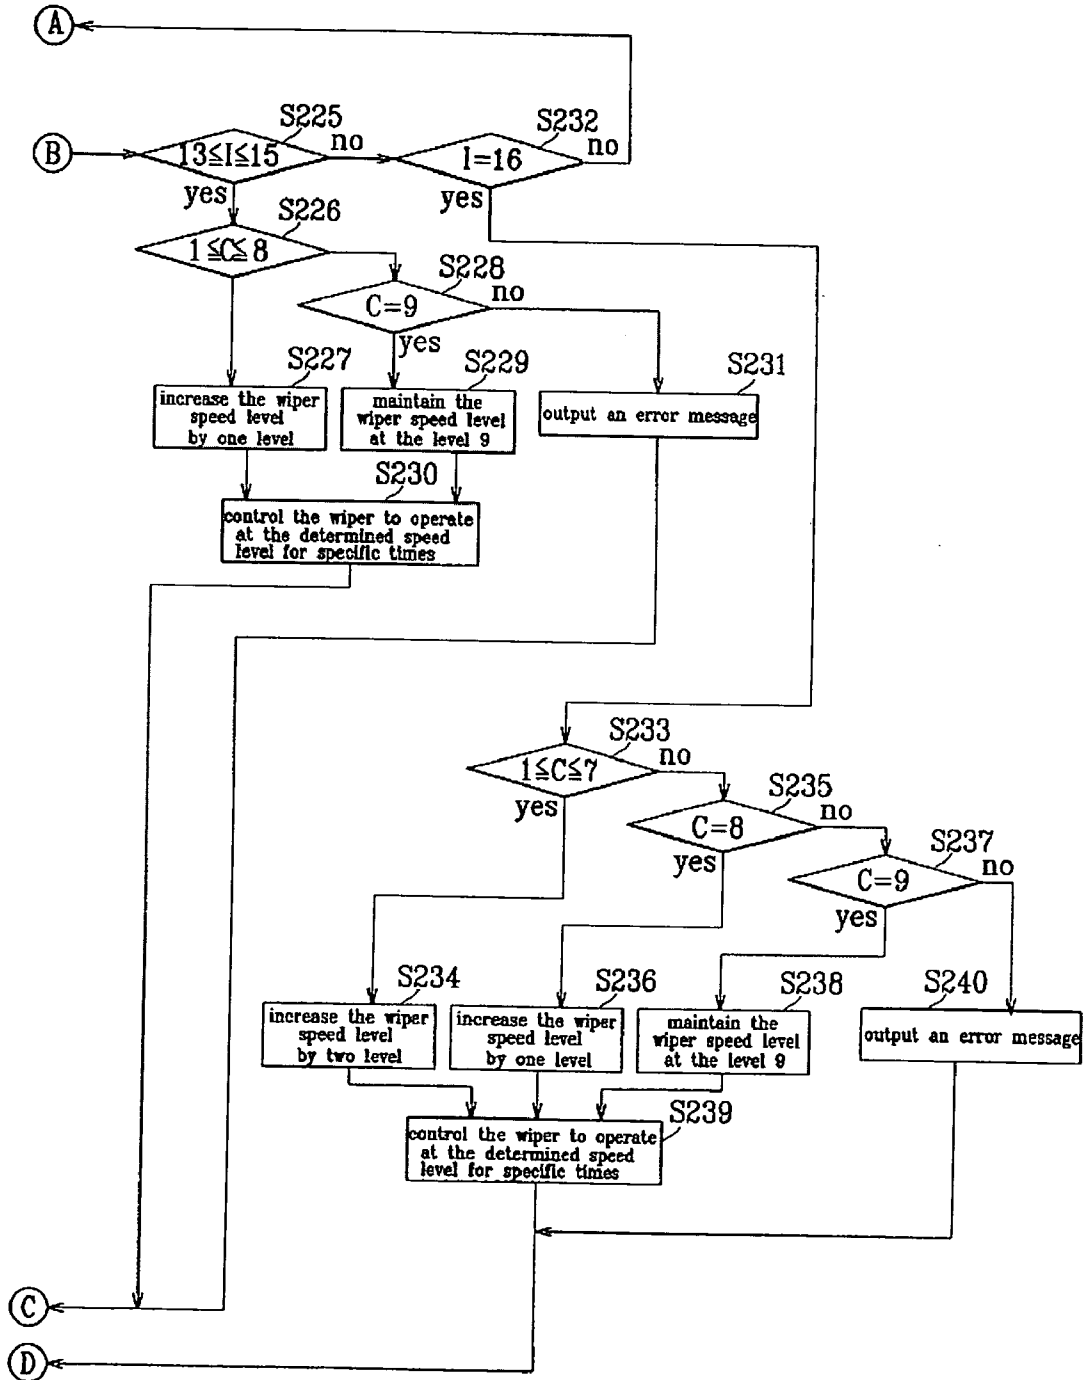 A
S225
S232
B
13≦I≦15
no
I=16
no
yes
yes
S226
1≦C≦8
S228
C=9
no
yes
S227
S229
S231
increase the wiper
speed level
by one level
maintain the
wiper speed level
at the level 9
output an error message
S230
control the wiper to operate
at the determined speed
level for specific times
S233
1≦C≦7
no
yes
S235
C=8
no
yes
S237
C=9
no
yes
S234
S236
S238
S240
increase the wiper
speed level
by two level
increase the wiper
speed level
by one level
maintain the
wiper speed level
at the level 9
output an error message
S239
control the wiper to operate
at the determined speed
level for specific times
C
D